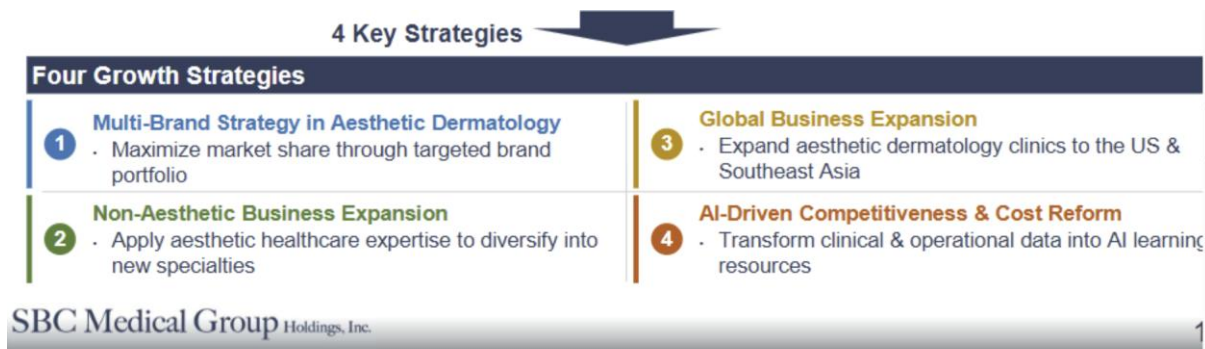 4 Key Strategies
Four Growth Strategies
1
Multi-Brand Strategy in Aesthetic Dermatology
· Maximize market share through targeted brand
portfolio
2
Non-Aesthetic Business Expansion
· Apply aesthetic healthcare expertise to diversify into
new specialties
3
Global Business Expansion
· Expand aesthetic dermatology clinics to the US &
Southeast Asia
4
AI-Driven Competitiveness & Cost Reform
· Transform clinical & operational data into AI learning
resources
SBC Medical Group Holdings, Inc.